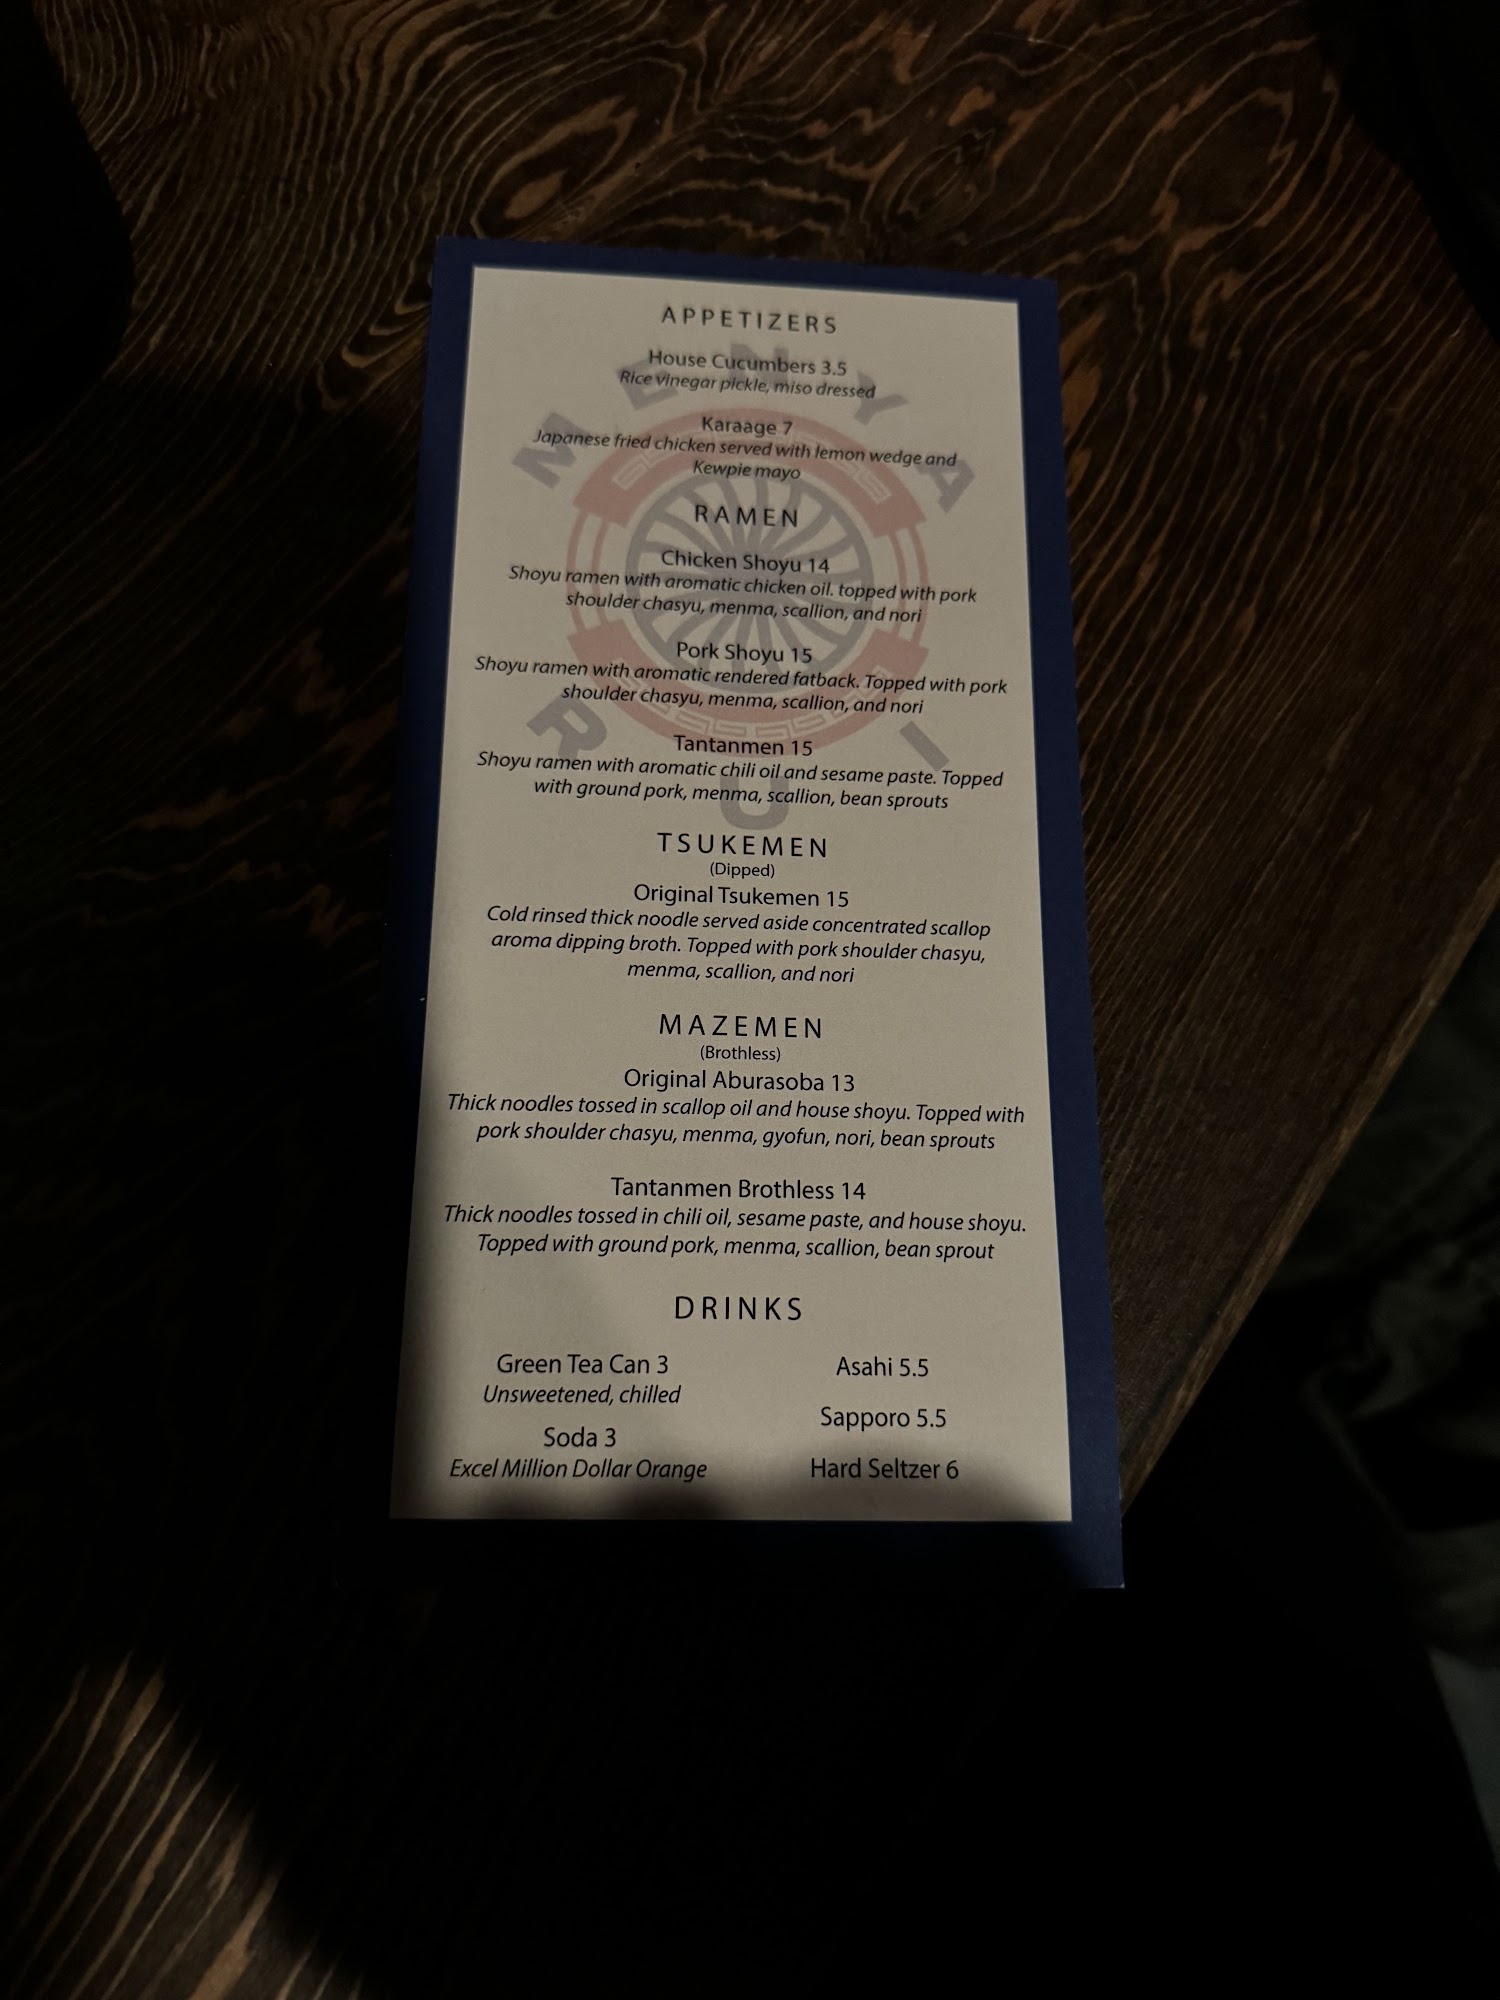 MENYA
RUI
APPETIZERS
House Cucumbers 3.5
Rice vinegar pickle, miso dressed
Karaage 7
Japanese fried chicken served with lemon wedge and
Kewpie mayo
RAMEN
Chicken Shoyu 14
Shoyu ramen with aromatic chicken oil. topped with pork
shoulder chasyu, menma, scallion, and nori
Pork Shoyu 15
Shoyu ramen with aromatic rendered fatback. Topped with pork
shoulder chasyu, menma, scallion, and nori
Tantanmen 15
Shoyu ramen with aromatic chili oil and sesame paste. Topped
with ground pork, menma, scallion, bean sprouts
TSUKEMEN
(Dipped)
Original Tsukemen 15
Cold rinsed thick noodle served aside concentrated scallop
aroma dipping broth. Topped with pork shoulder chasyu,
menma, scallion, and nori
MAZEMEN
(Brothless)
Original Aburasoba 13
Thick noodles tossed in scallop oil and house shoyu. Topped with
pork shoulder chasyu, menma, gyofun, nori, bean sprouts
Tantanmen Brothless 14
Thick noodles tossed in chili oil, sesame paste, and house shoyu.
Topped with ground pork, menma, scallion, bean sprout
DRINKS
Green Tea Can 3
Unsweetened, chilled
Soda 3
Excel Million Dollar Orange
Asahi 5.5
Sapporo 5.5
Hard Seltzer 6